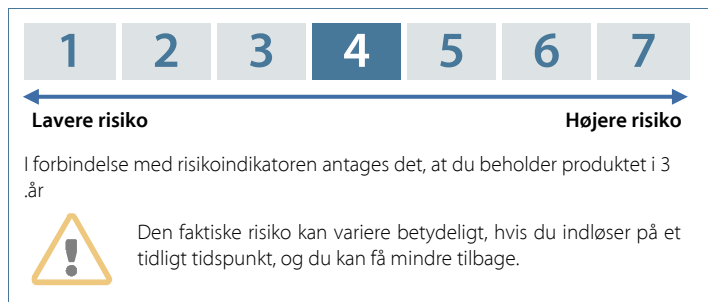 1 2 3 4 5 6 7
Lavere risiko Højere risiko
I forbindelse med risikoindikatoren antages det, at du beholder produktet i 3
.år
Den faktiske risiko kan variere betydeligt, hvis du indløser på et
tidligt tidspunkt, og du kan få mindre tilbage.